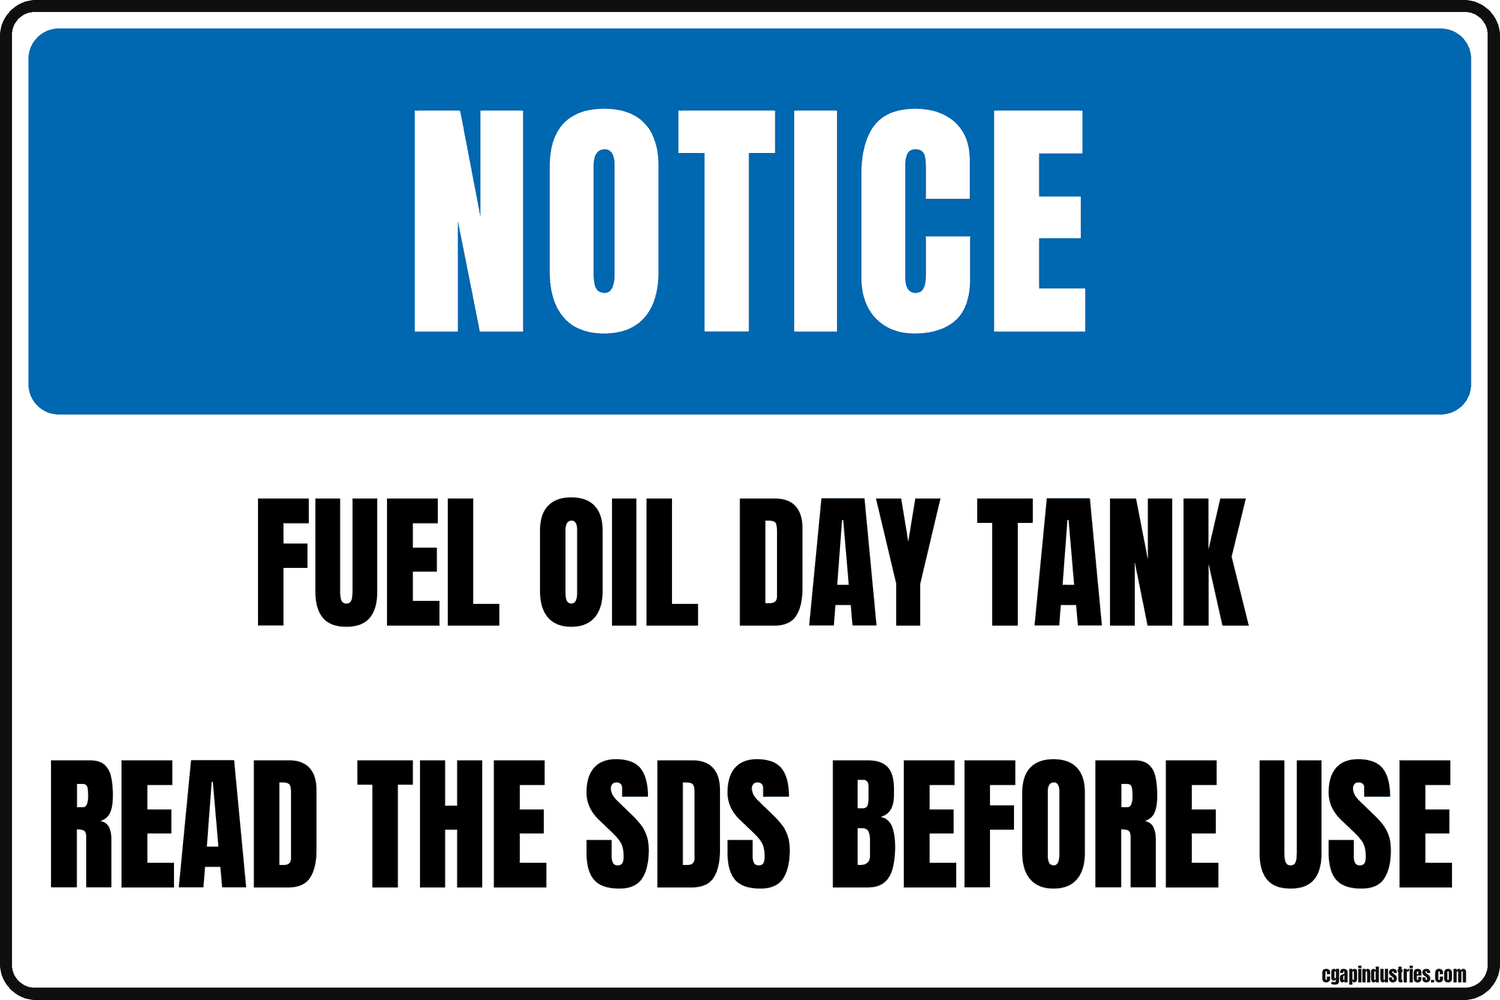 NOTICE
FUEL OIL DAY TANK
READ THE SDS BEFORE USE
cgapindustries.com